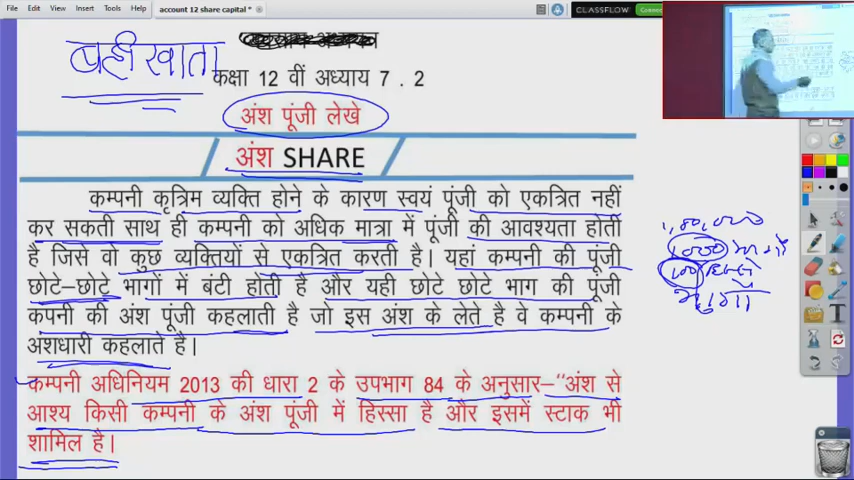 File Edit View Insert Tools Help account 12 share capital* CLASSFLOW
बही खाता
कक्षा 12 वीं अध्याय 7 . 2
अंश पूंजी लेखे
अंश SHARE
कम्पनी कृत्रिम व्यक्ति होने के कारण स्वयं पूंजी को एकत्रित नहीं
कर सकती साथ ही कम्पनी को अधिक मात्रा में पूंजी की आवश्यता होती
है जिसे वो कुछ व्यक्तियों से एकत्रित करती है। यहां कम्पनी की पूंजी
छोटे-छोटे भागों में बंटी होती है और यही छोटे छोटे भाग की पूंजी
कपनी की अंश पूंजी कहलाती है जो इस अंश के लेते है वे कम्पनी के
अंशधारी कहलाते है।
कम्पनी अधिनियम 2013 की धारा 2 के उपभाग 84 के अनुसार-"अंश से
आश्य किसी कम्पनी के अंश पूंजी में हिस्सा है और इसमें स्टाक भी
शामिल है।
1000
100